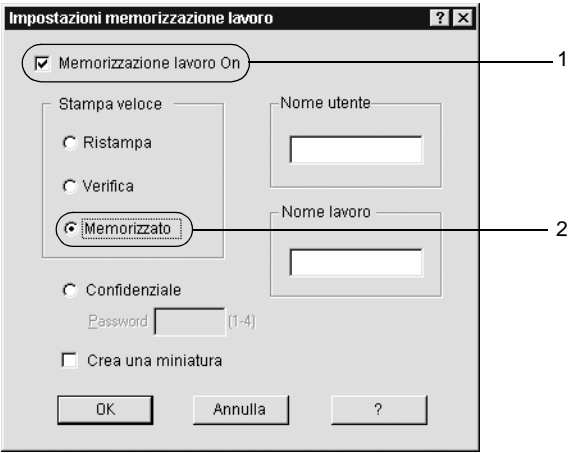 Impostazioni memorizzazione lavoro ? ×
Memorizzazione lavoro On 1
Stampa veloce
Ristampa
Verifica
Memorizzato 2
Nome utente
Nome lavoro
Confidenziale
Password (1-4)
Crea una miniatura
OK Annulla ?